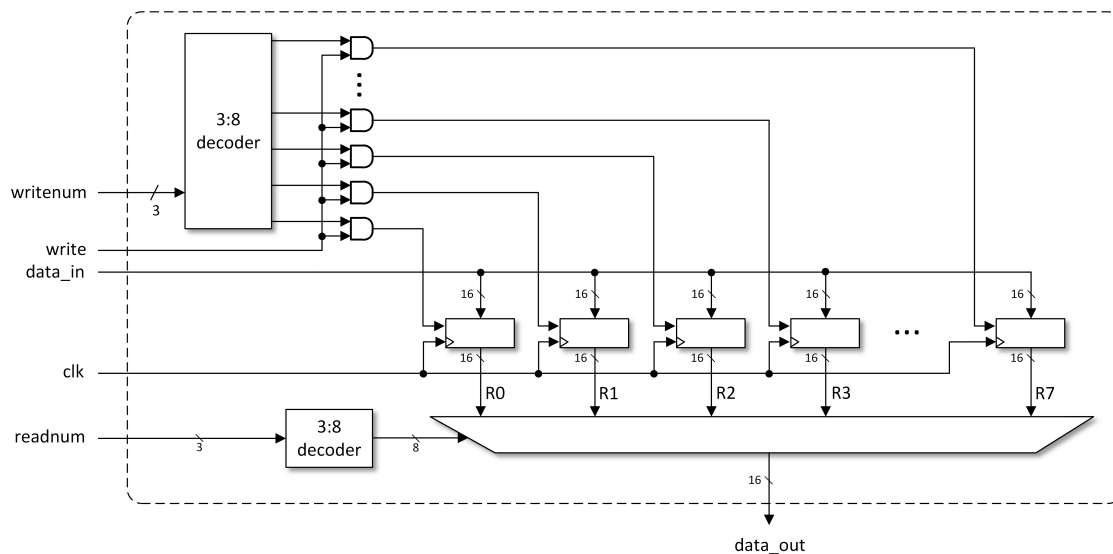 3:8
decoder
writenum
3
write
data_in
16
16
16
16
16
clk
16
16
16
16
16
R0
R1
R2
R3
R7
readnum
3
3:8
decoder
8
16
data_out